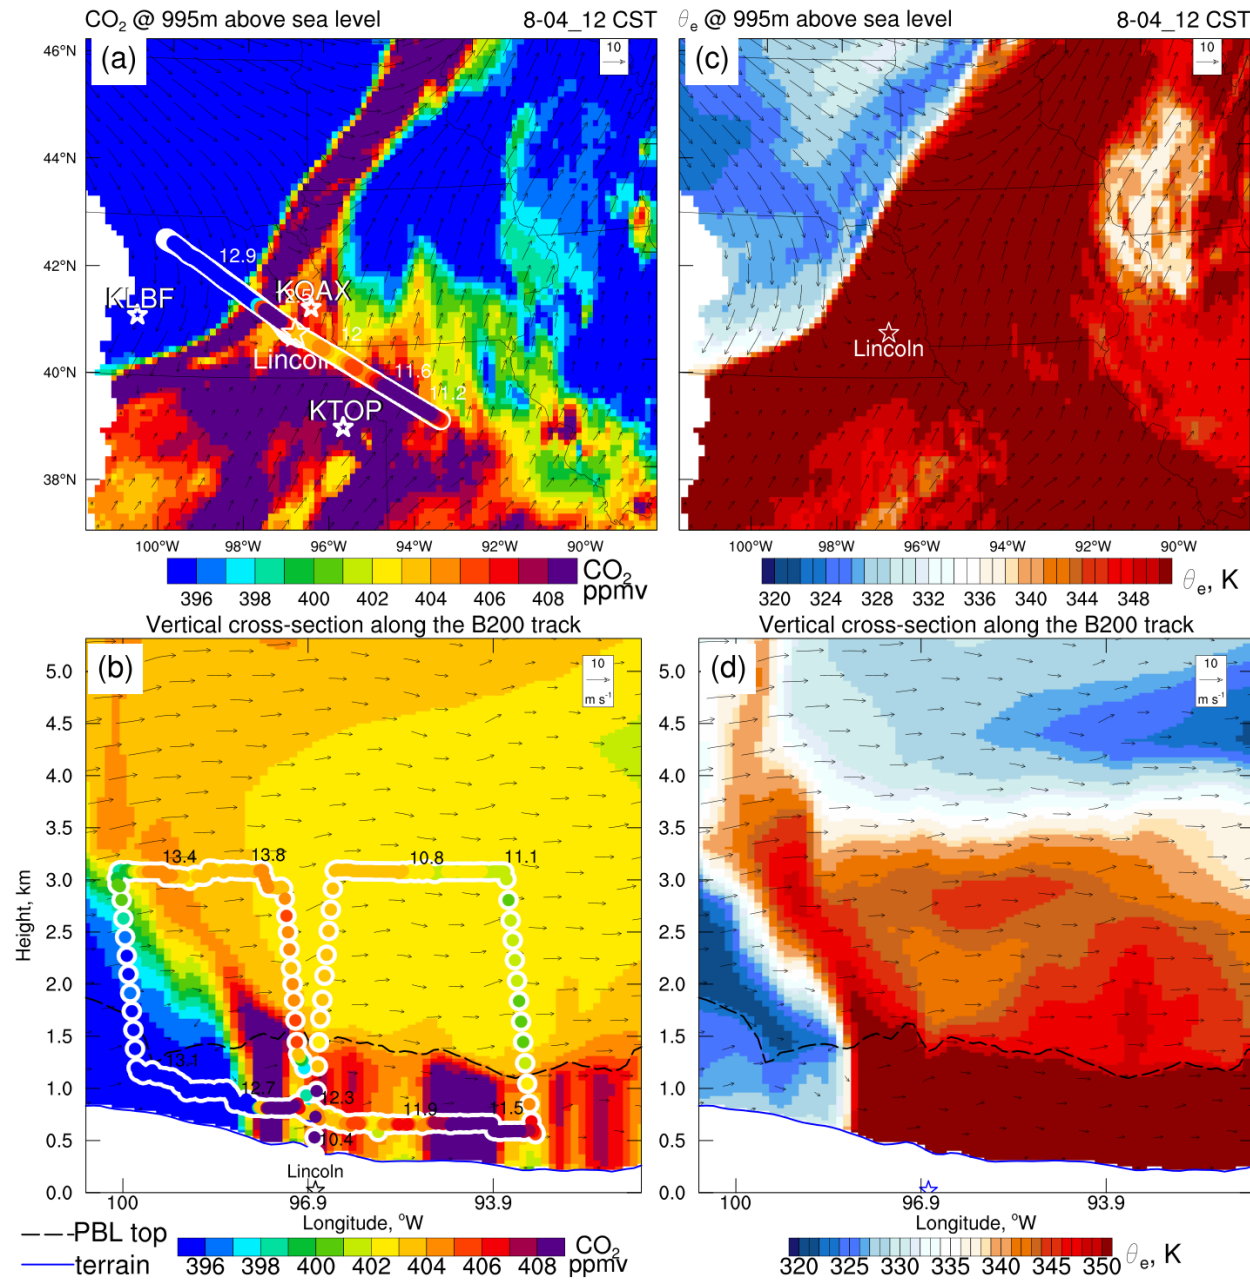 CO₂ @ 995m above sea level 8-04_12 CST
(a)
10
46°N
44°N
42°N
40°N
38°N
12.9
KOAX
KLBF
12
Lincoln
11.6
11.2
KTOP
100°W 98°W 96°W 94°W 92°W 90°W
396 398 400 402 404 406 408
CO₂
ppmv
θₑ @ 995m above sea level 8-04_12 CST
(c)
10
Lincoln
100°W 98°W 96°W 94°W 92°W 90°W
320 324 328 332 336 340 344 348
θₑ, K
Vertical cross-section along the B200 track
(b)
10
m s⁻¹
Height, km
5.0
4.5
4.0
3.5
3.0
2.5
2.0
1.5
1.0
0.5
0.0
13.4 13.8 10.8 11.1
13.1
12.7 12.3 11.9 11.5
10.4
Lincoln
100 96.9 93.9
Longitude, °W
PBL top
terrain
396 398 400 402 404 406 408
CO₂
ppmv
Vertical cross-section along the B200 track
(d)
10
m s⁻¹
5.0
4.5
4.0
3.5
3.0
2.5
2.0
1.5
1.0
0.5
0.0
100 96.9 93.9
Longitude, °W
320 325 330 335 340 345 350
θₑ, K